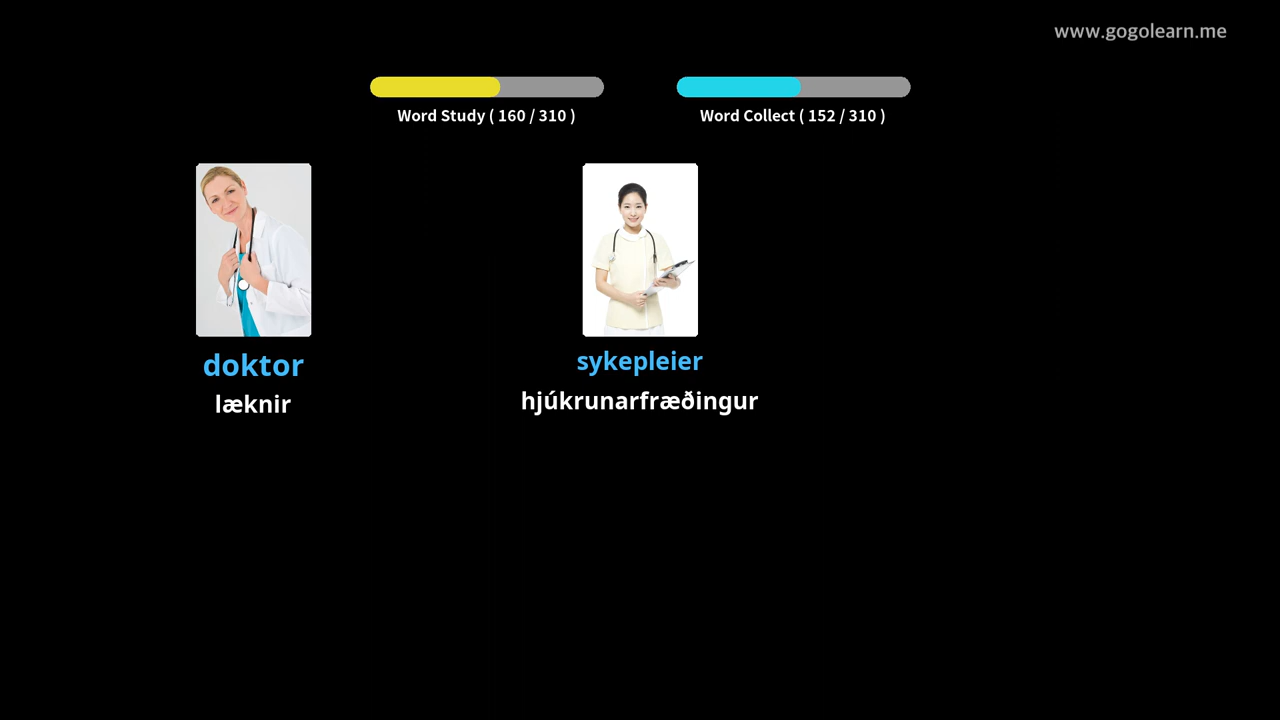 www.gogolearn.me
Word Study ( 160 / 310 )
Word Collect ( 152 / 310 )
doktor
læknir
sykepleier
hjúkrunarfræðingur